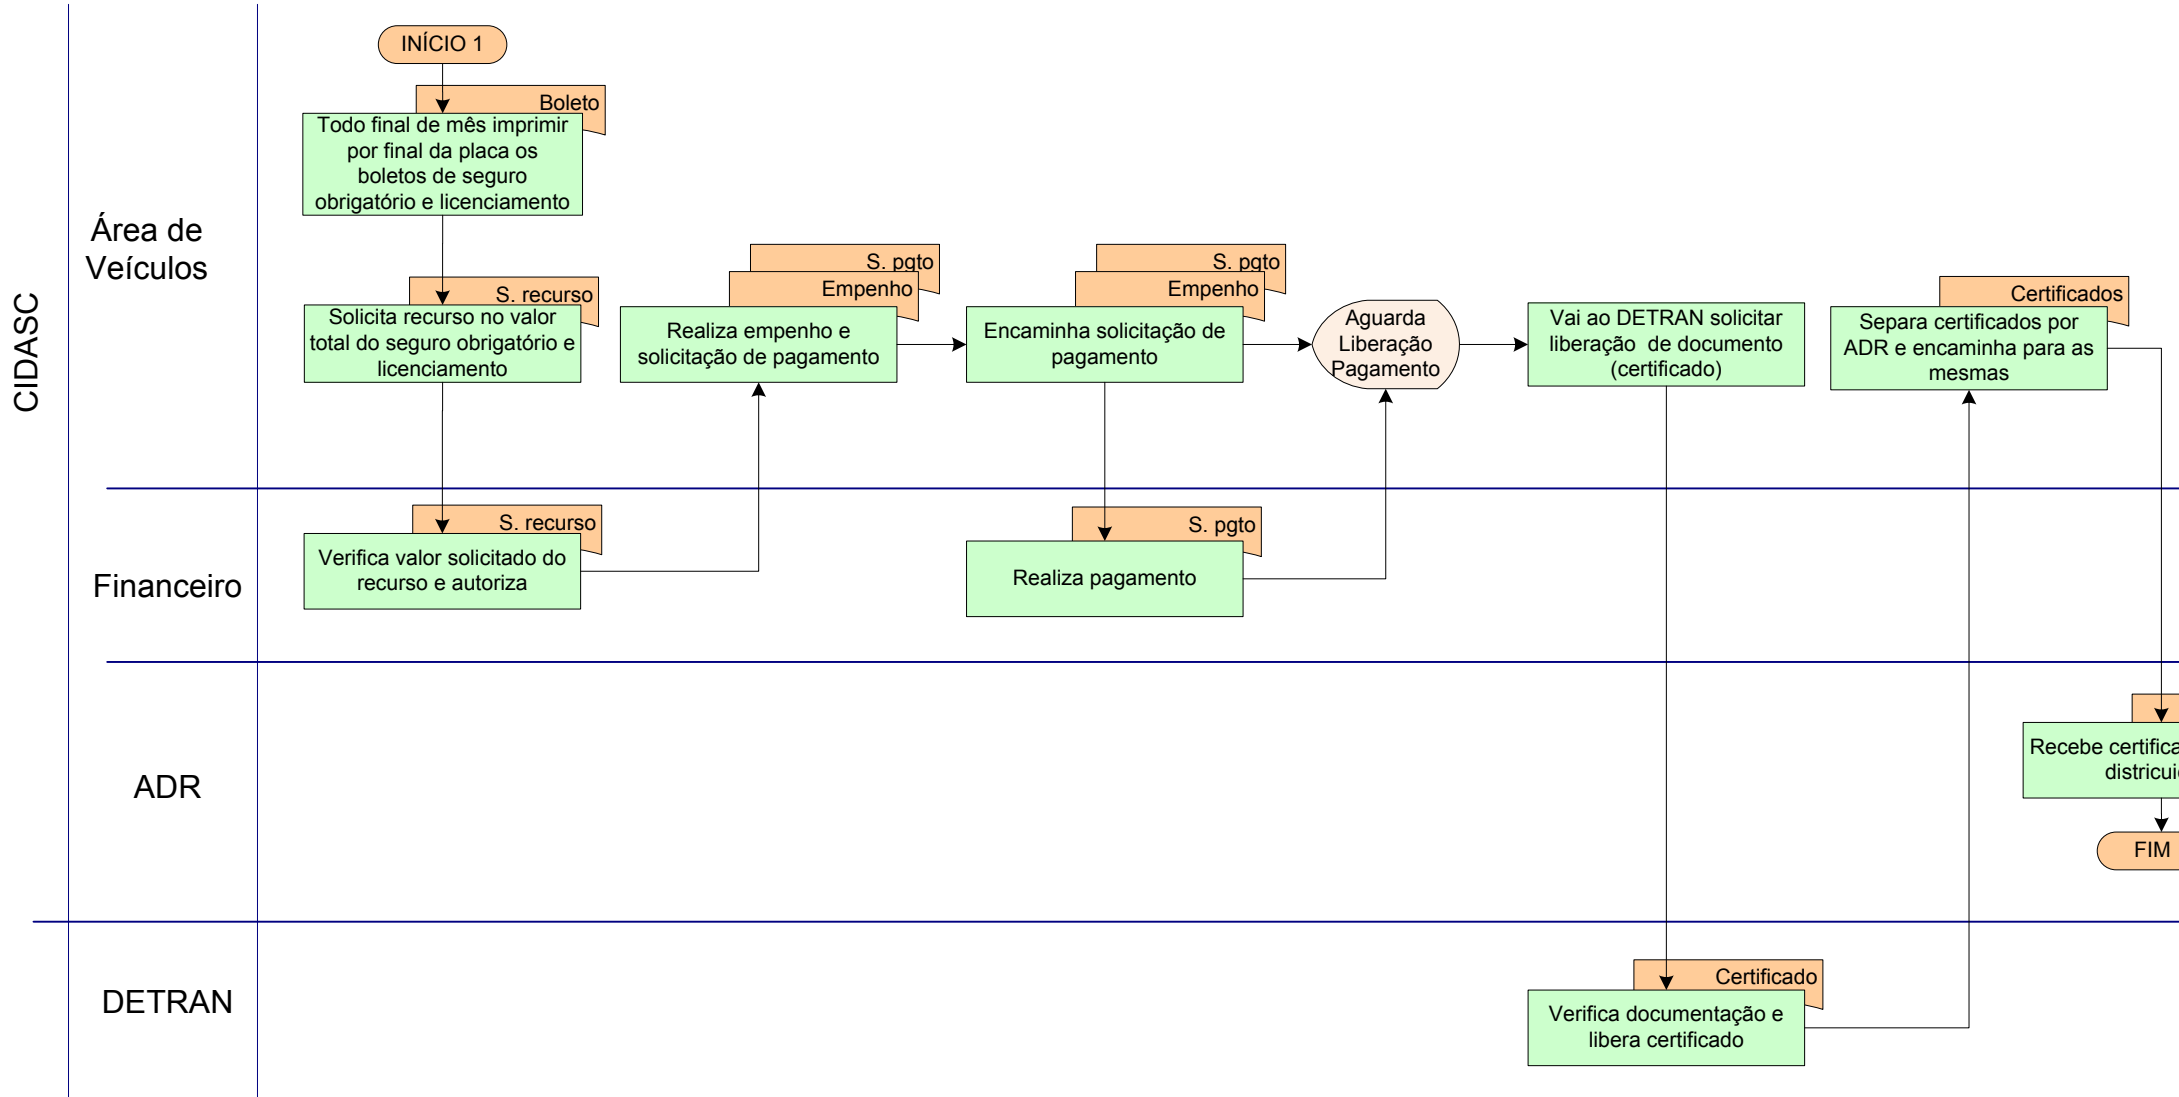 CIDASC
Área de
Veículos
INÍCIO 1
Boleto
Todo final de mês imprimir
por final da placa os
boletos de seguro
obrigatório e licenciamento
S. recurso
Solicita recurso no valor
total do seguro obrigatório e
licenciamento
S. pgto
Empenho
Realiza empenho e
solicitação de pagamento
S. pgto
Empenho
Encaminha solicitação de
pagamento
Aguarda
Liberação
Pagamento
Vai ao DETRAN solicitar
liberação de documento
(certificado)
Certificados
Separa certificados por
ADR e encaminha para as
mesmas
Financeiro
S. recurso
Verifica valor solicitado do
recurso e autoriza
S. pgto
Realiza pagamento
ADR
Recebe
FIM
DETRAN
Certificado
Verifica documentação e
libera certificado